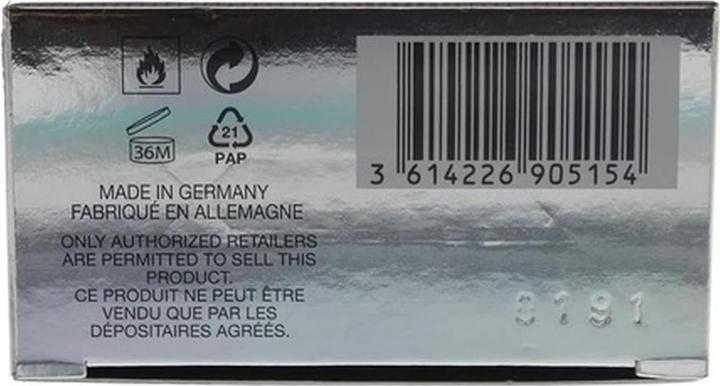 36M
21
PAP
MADE IN GERMANY
FABRIQUÉ EN ALLEMAGNE
ONLY AUTHORIZED RETAILERS
ARE PERMITTED TO SELL THIS
PRODUCT.
CE PRODUIT NE PEUT ÊTRE
VENDU QUE PAR LES
DÉPOSITAIRES AGRÉÉS.
3 614226 905154